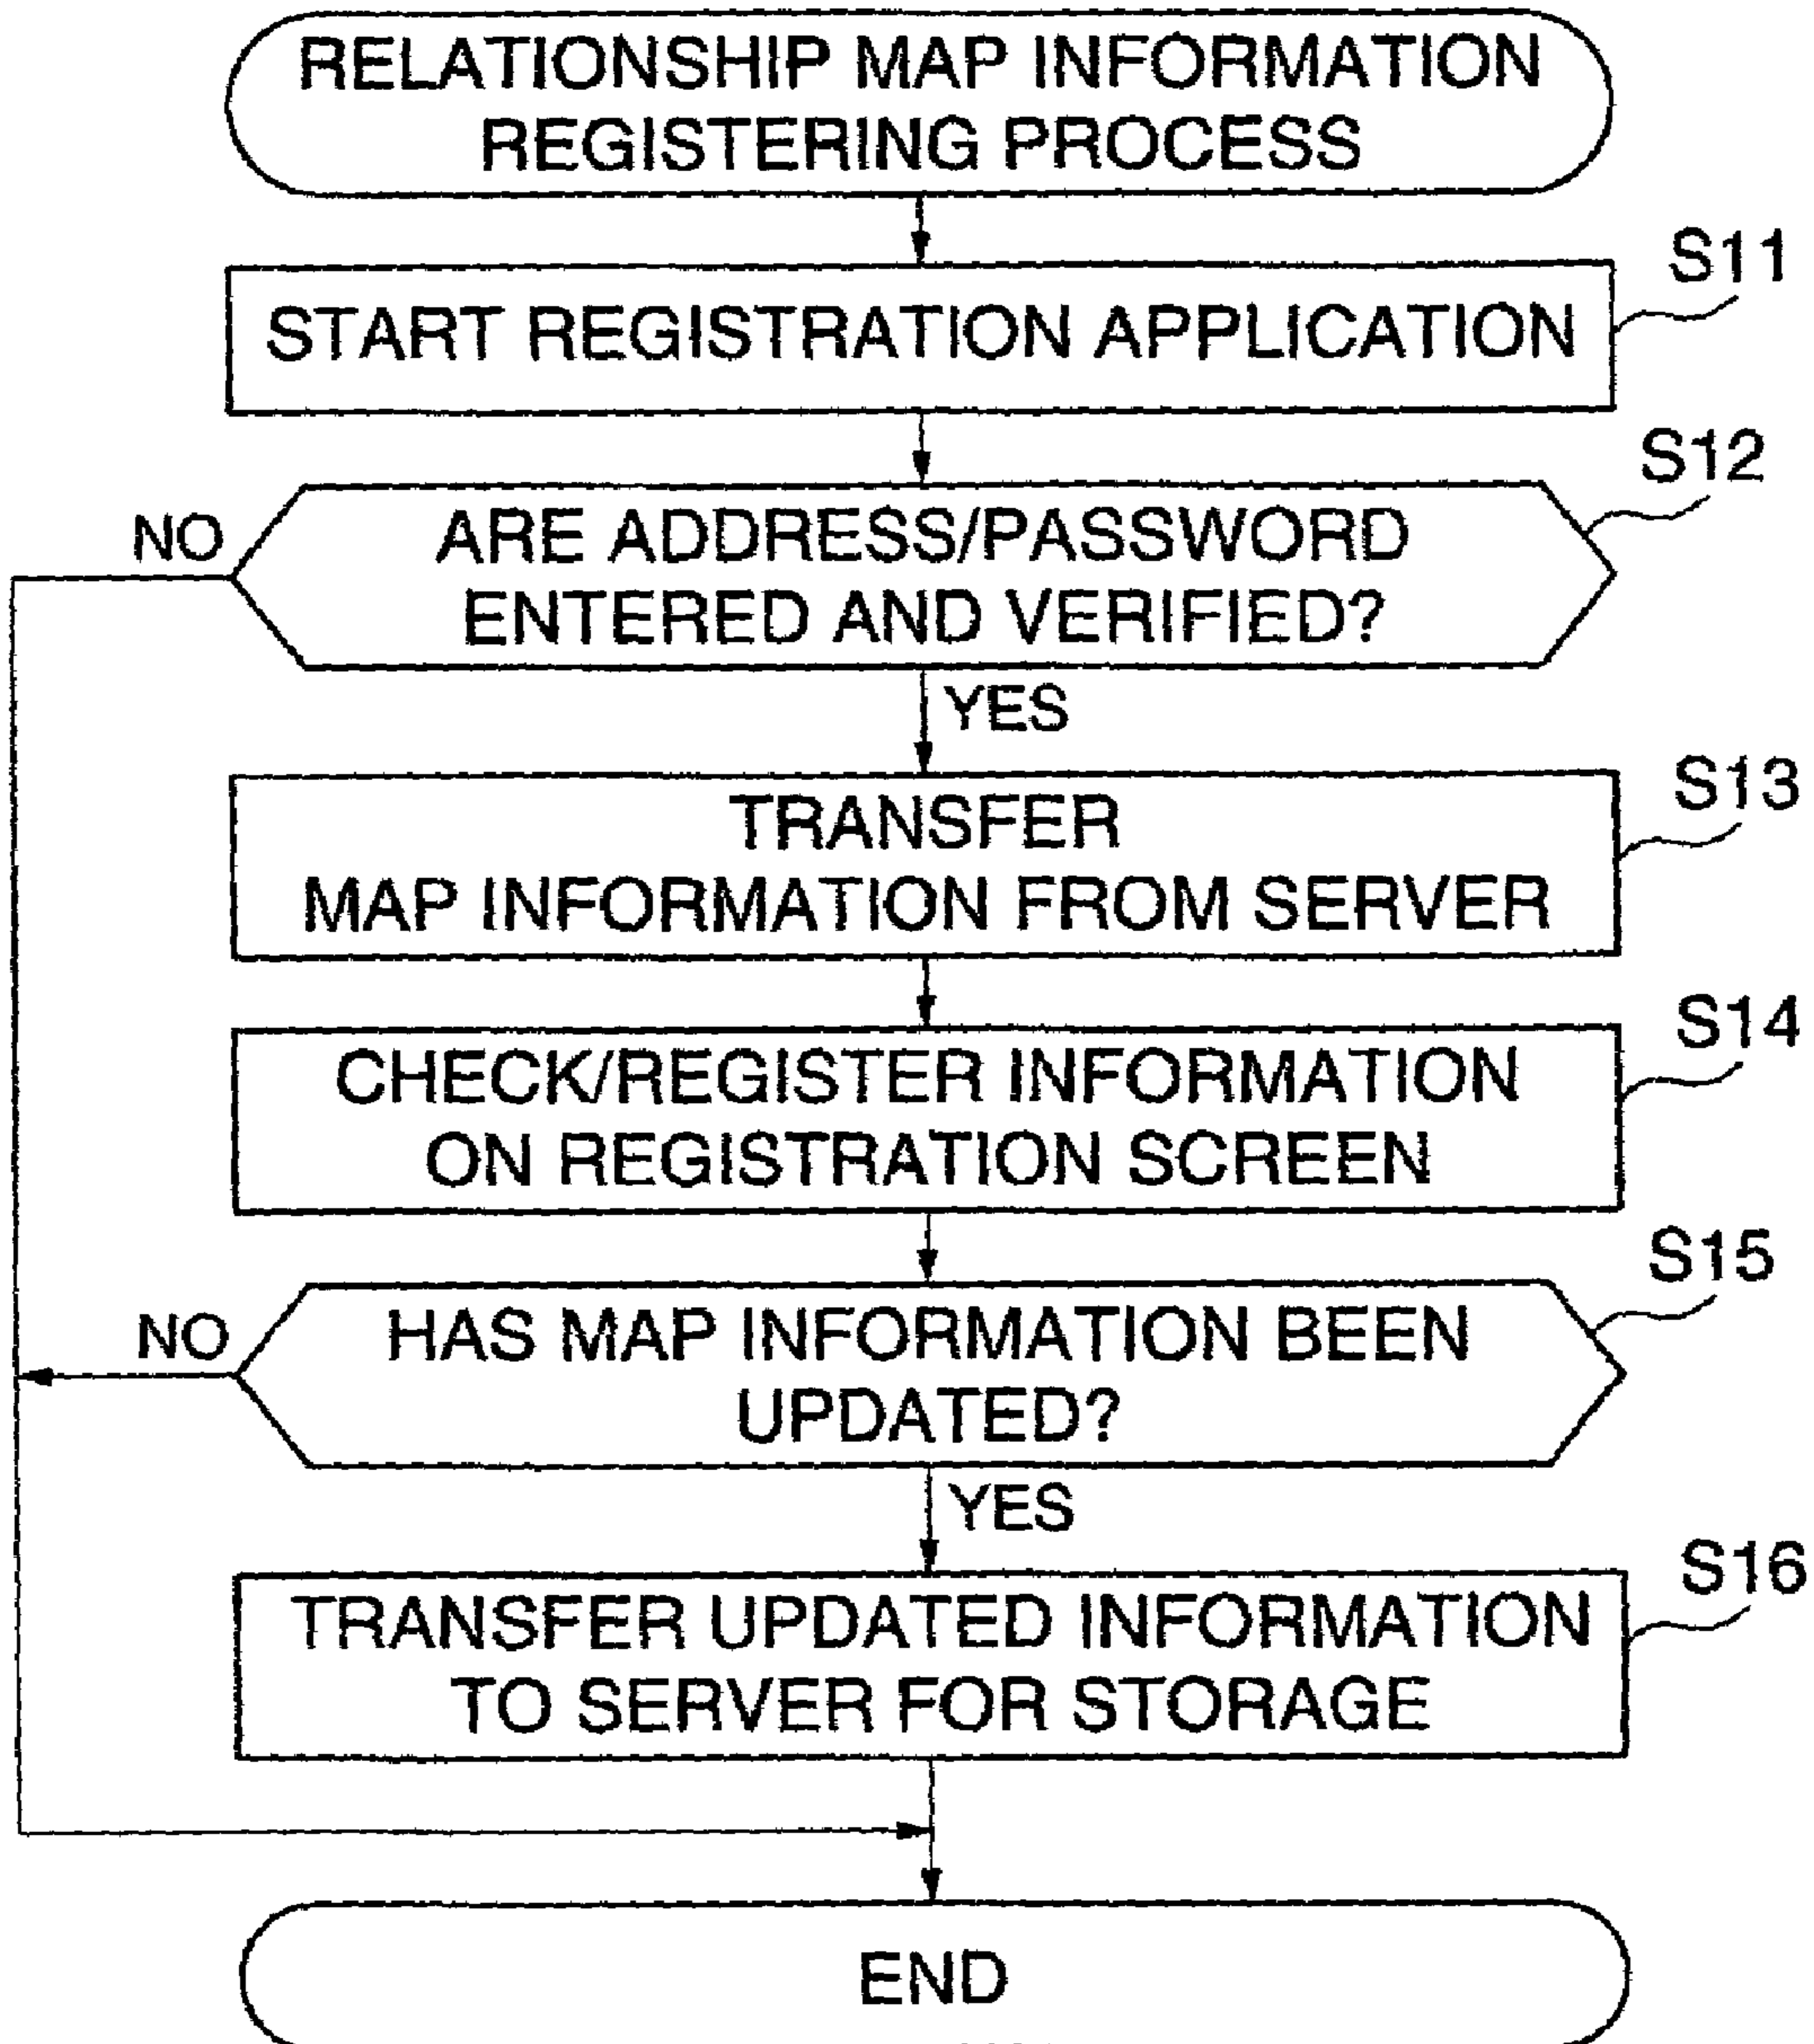 RELATIONSHIP MAP INFORMATION
REGISTERING PROCESS
S11
START REGISTRATION APPLICATION
S12
NO
ARE ADDRESS/PASSWORD
ENTERED AND VERIFIED?
YES
S13
TRANSFER
MAP INFORMATION FROM SERVER
S14
CHECK/REGISTER INFORMATION
ON REGISTRATION SCREEN
S15
NO
HAS MAP INFORMATION BEEN
UPDATED?
YES
S16
TRANSFER UPDATED INFORMATION
TO SERVER FOR STORAGE
END